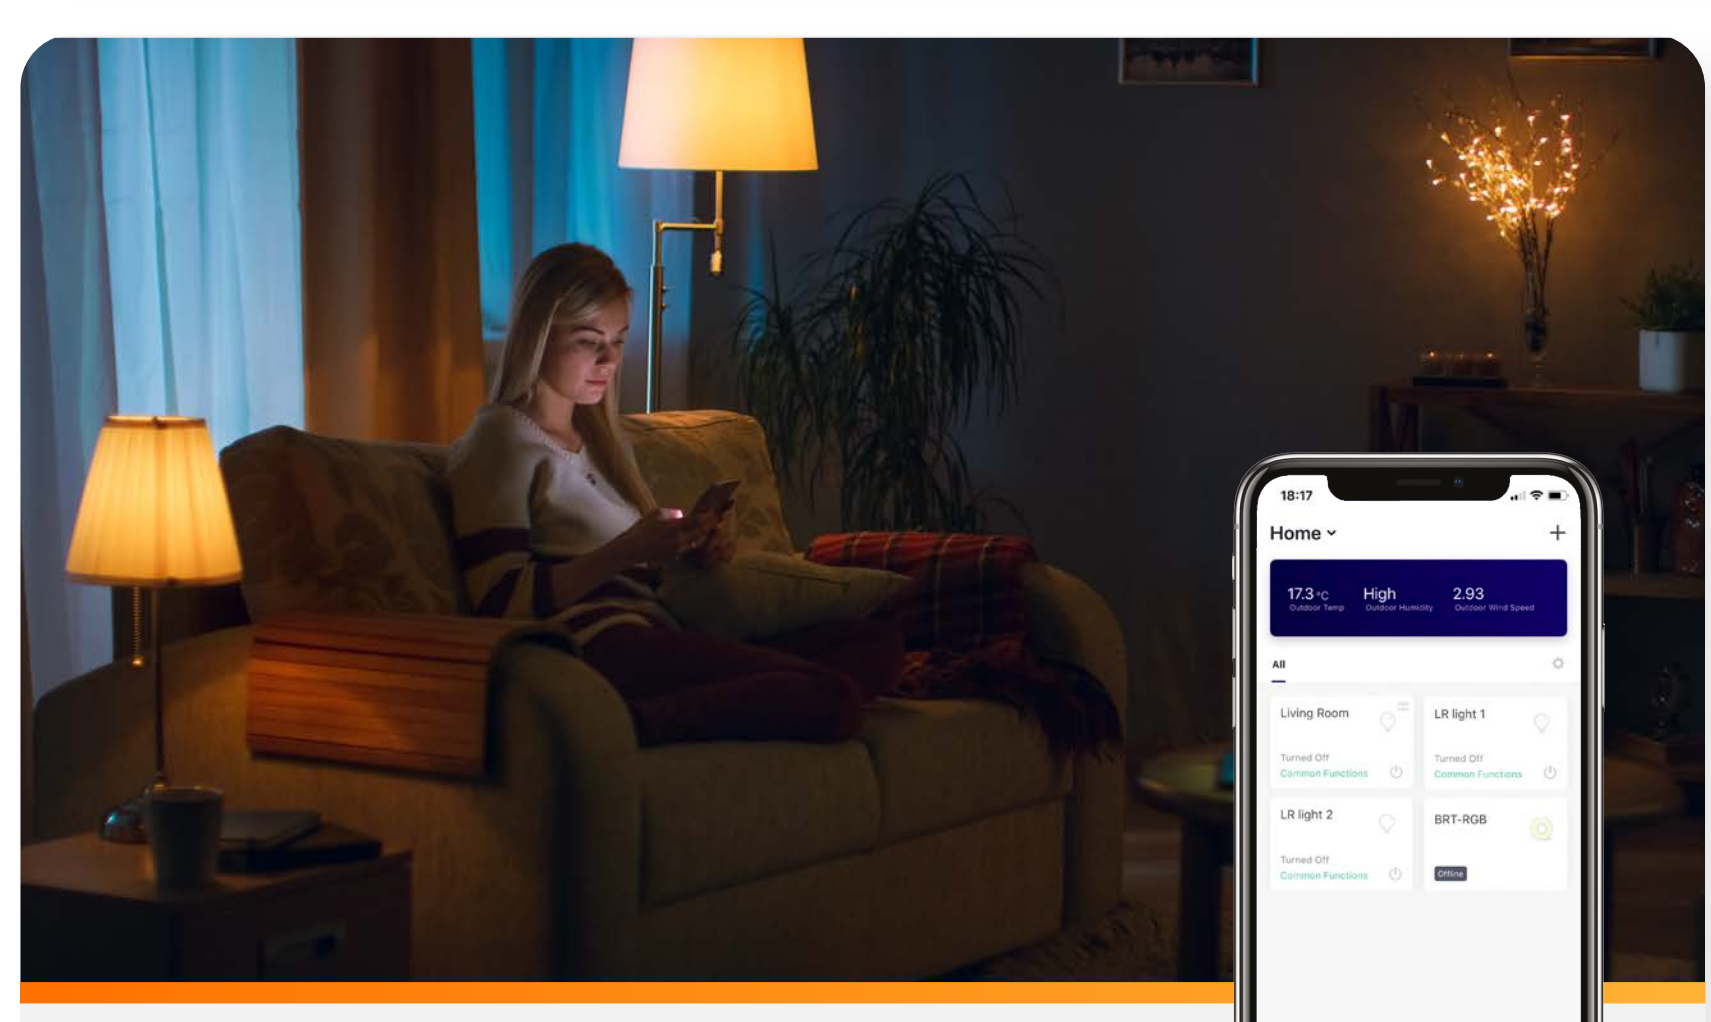 18:17
Home
17.3 °C High 2.93
Outdoor Temp Outdoor Humidity Outdoor Wind Speed
All
Living Room
Turned Off
Common Functions
LR light 1
Turned Off
Common Functions
LR light 2
Turned Off
Common Functions
BRT-RGB
Offline